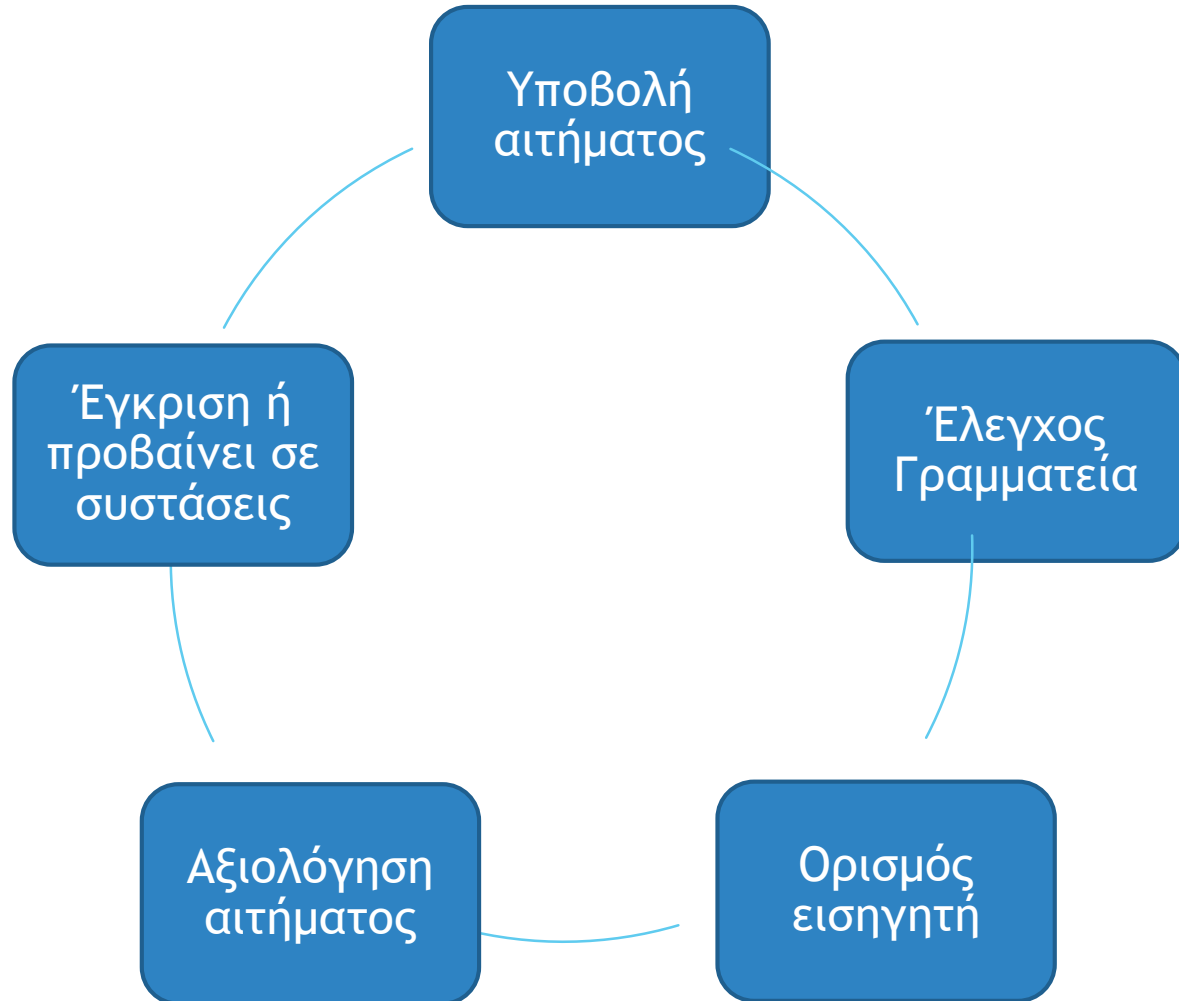 Υποβολή
αιτήματος
Έλεγχος
Γραμματεία
Ορισμός
εισηγητή
Αξιολόγηση
αιτήματος
Έγκριση ή
προβαίνει σε
συστάσεις